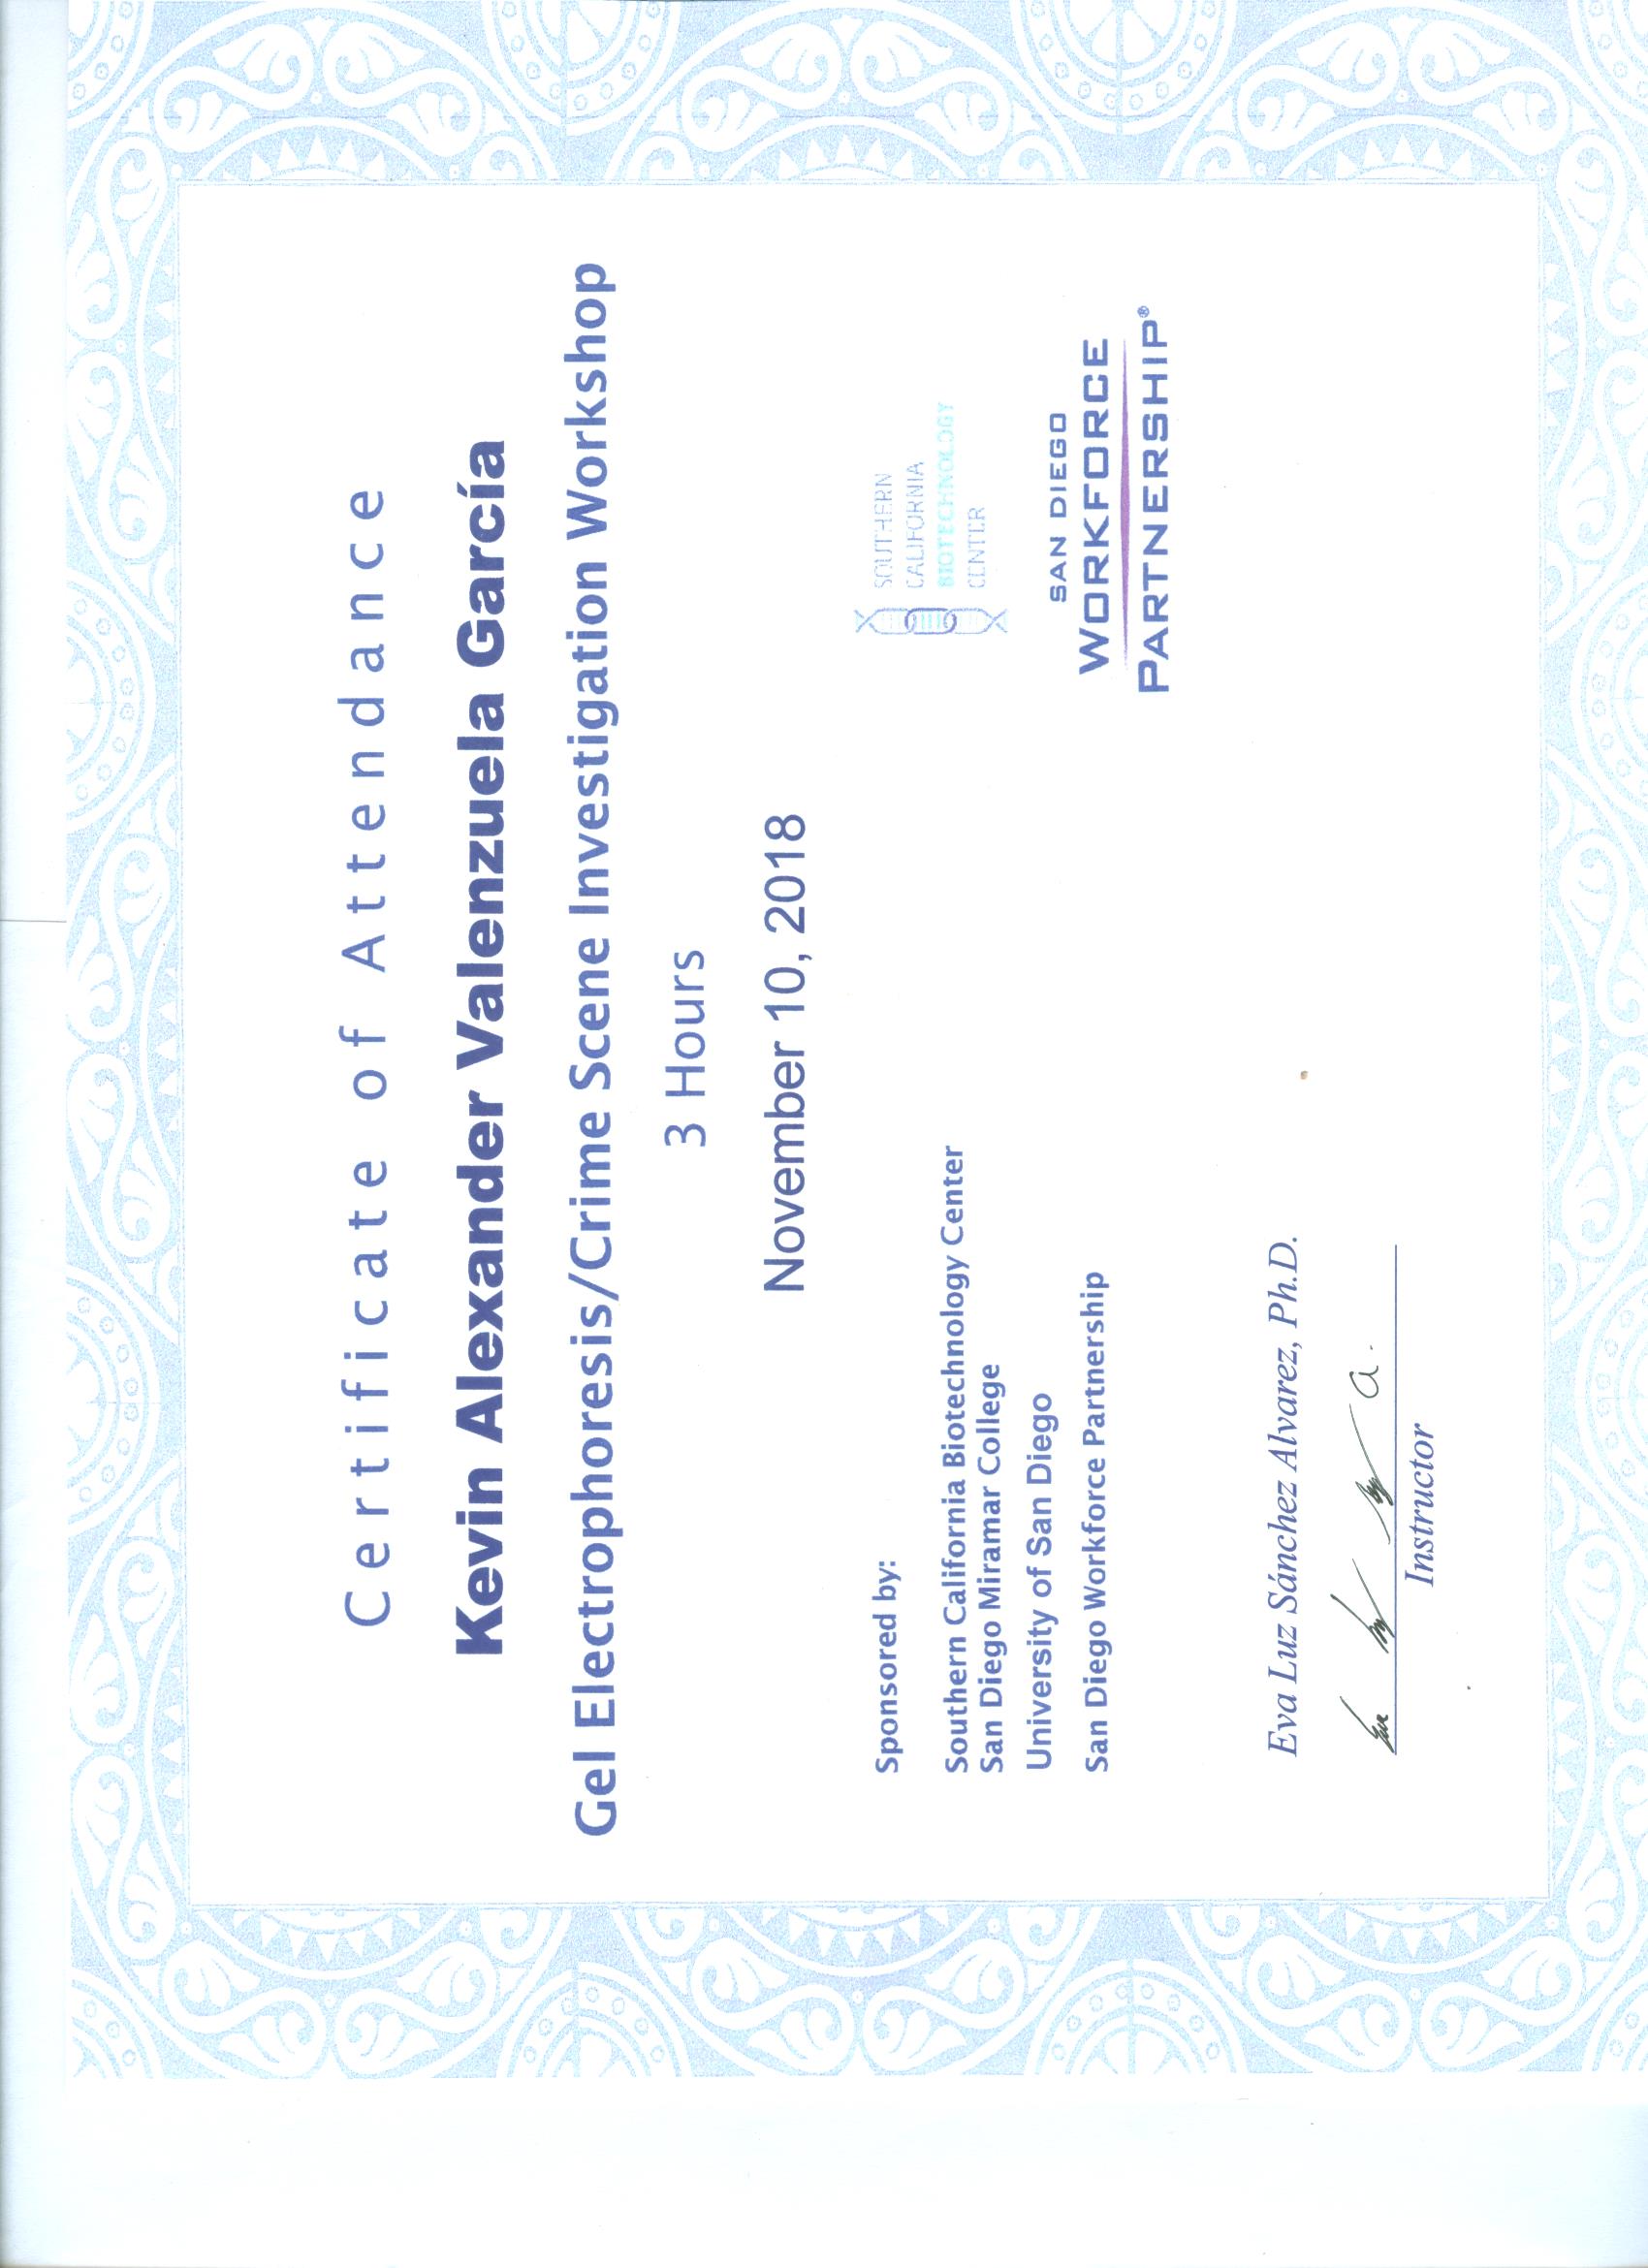 Certificate of Attendance
Kevin Alexander Valenzuela García
Gel Electrophoresis/Crime Scene Investigation Workshop
3 Hours
November 10, 2018
Sponsored by:
Southern California Biotechnology Center
San Diego Miramar College
University of San Diego
San Diego Workforce Partnership
SOUTHERN
CALIFORNIA
BIOTECHNOLOGY
CENTER
SAN DIEGO
WORKFORCE
PARTNERSHIP®
Eva Luz Sánchez Alvarez, Ph.D.
Eva
a.
Instructor